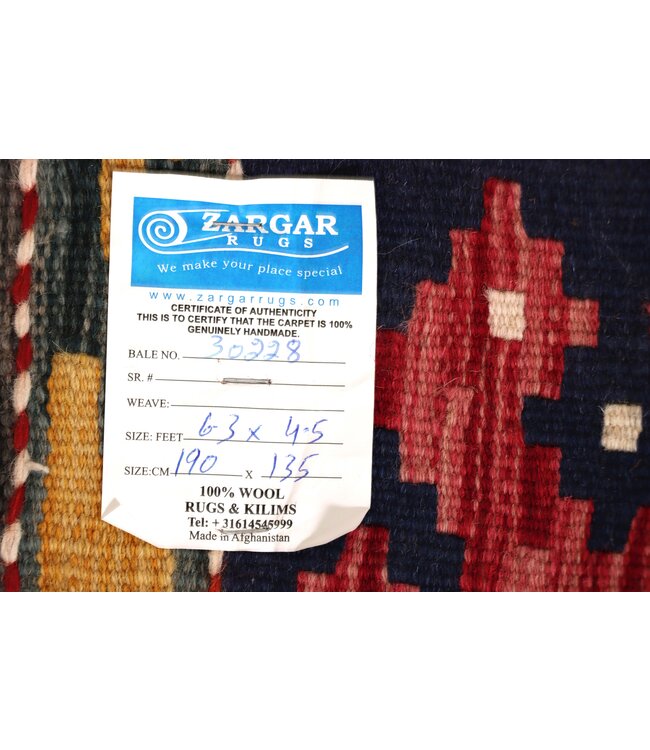 ZARGAR
RUGS
We make your place special
www.zargarrugs.com
CERTIFICATE OF AUTHENTICITY
THIS IS TO CERTIFY THAT THE CARPET IS 100%
GENUINELY HANDMADE.
BALE NO. 30228
SR. #
WEAVE:
SIZE: FEET 6-3 x 4-5
SIZE:CM 190 X 135
100% WOOL
RUGS & KILIMS
Tel: + 31614545999
Made in Afghanistan